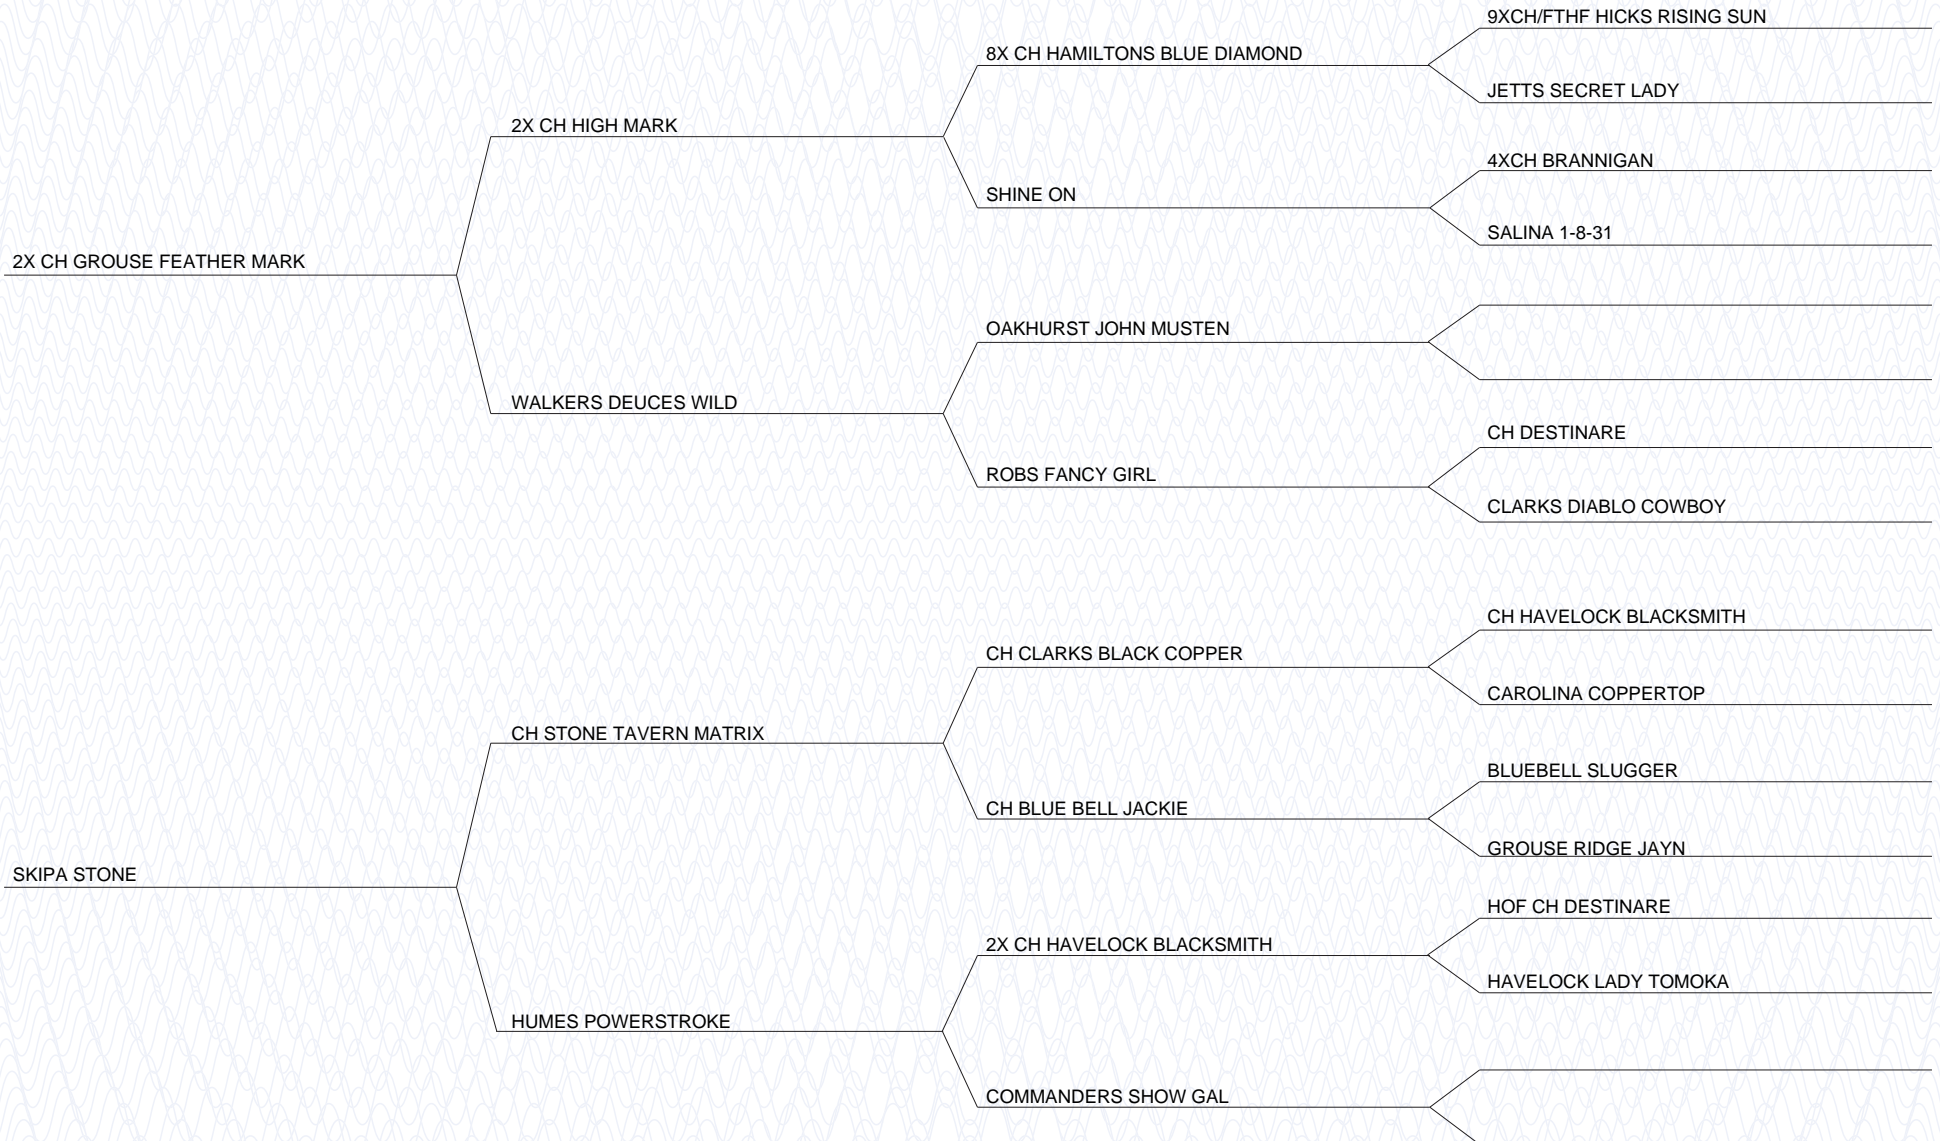 9XCH/FTHF HICKS RISING SUN
8X CH HAMILTONS BLUE DIAMOND
JETTS SECRET LADY
2X CH HIGH MARK
4XCH BRANNIGAN
SHINE ON
SALINA 1-8-31
2X CH GROUSE FEATHER MARK
OAKHURST JOHN MUSTEN
WALKERS DEUCES WILD
CH DESTINARE
ROBS FANCY GIRL
CLARKS DIABLO COWBOY
CH HAVELOCK BLACKSMITH
CH CLARKS BLACK COPPER
CAROLINA COPPERTOP
CH STONE TAVERN MATRIX
BLUEBELL SLUGGER
CH BLUE BELL JACKIE
GROUSE RIDGE JAYN
SKIPA STONE
HOF CH DESTINARE
2X CH HAVELOCK BLACKSMITH
HAVELOCK LADY TOMOKA
HUMES POWERSTROKE
COMMANDERS SHOW GAL